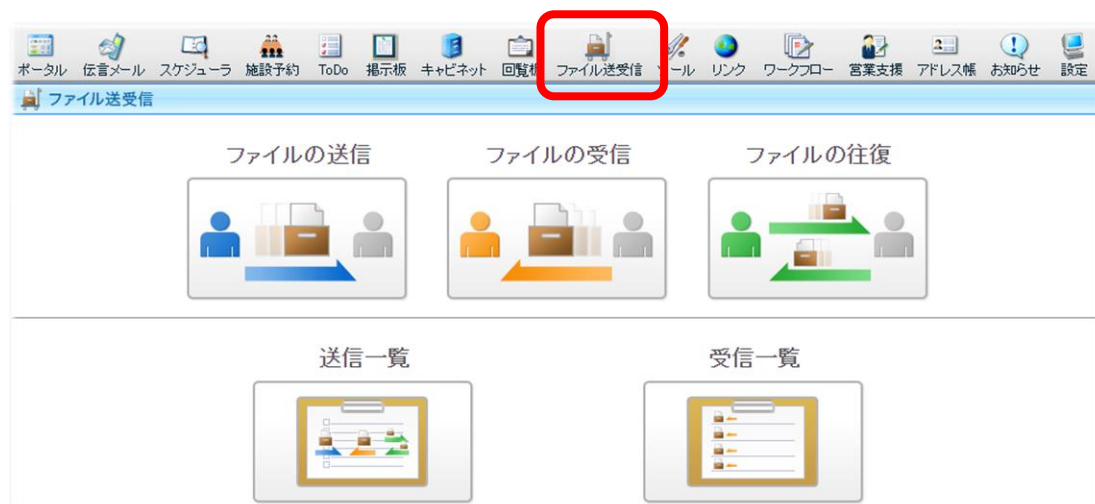 ポータル 伝言メール スケジューラ 施設予約 ToDo 掲示板 キャビネット 回覧板 ファイル送受信 ール リンク ワークフロー 営業支援 アドレス帳 お知らせ 設定
ファイル送受信
ファイルの送信 ファイルの受信 ファイルの往復
送信一覧 受信一覧